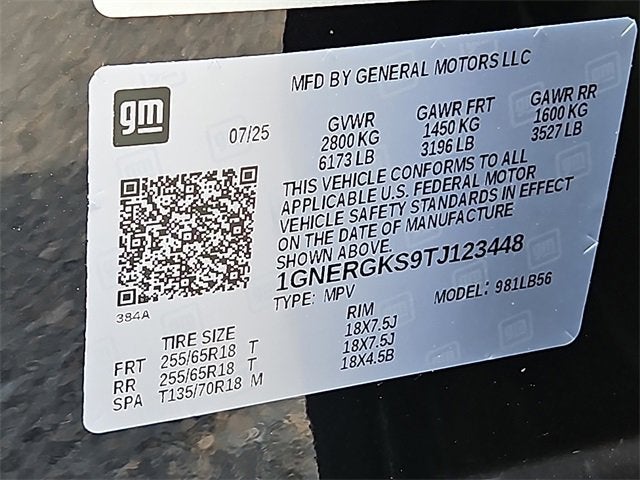 gm
MFD BY GENERAL MOTORS LLC
07/25
GVWR GAWR FRT GAWR RR
2800 KG 1450 KG 1600 KG
6173 LB 3196 LB 3527 LB
THIS VEHICLE CONFORMS TO ALL
APPLICABLE U.S. FEDERAL MOTOR
VEHICLE SAFETY STANDARDS IN EFFECT
ON THE DATE OF MANUFACTURE
SHOWN ABOVE.
1GNERGKS9TJ123448
TYPE: MPV MODEL: 981LB56
384A
TIRE SIZE RIM
FRT 255/65R18 T 18X7.5J
RR 255/65R18 T 18X7.5J
SPA T135/70R18 M 18X4.5B